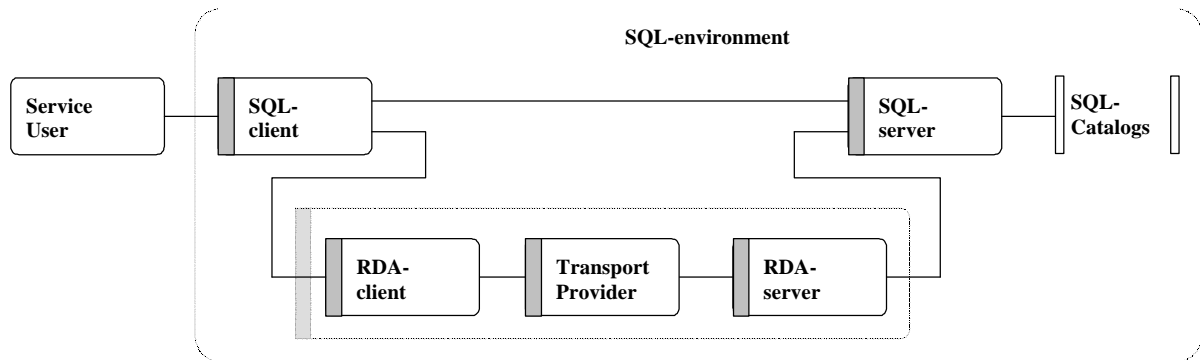 SQL-environment
Service
User
SQL-
client
SQL-
server
SQL-
Catalogs
RDA-
client
Transport
Provider
RDA-
server